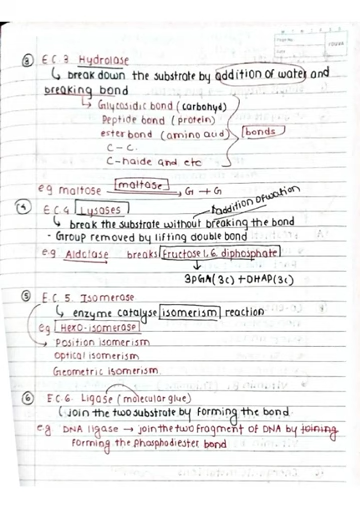 ③ E C 3 Hydrolase
↳ break down the substrate by addition of water and
breaking bond
↳ Glycosidic bond (carbohyd)
Peptide bond (protein)
ester bond (amino acid)
bonds
C - C.
C-halide and etc
eg maltose maltase → G + G
addition of water
④ E C 4 Lysases
↳ break the substrate without breaking the bond
- Group removed by lifting double bond
e.g Aldolase breaks fructose 1, 6. diphosphate
3PGA (3c) + DHAP (3c)
⑤ E C 5. Isomerase
↳ enzyme catalyse isomerism reaction
eg Hexo-isomerase
Position isomerism
Optical isomerism
Geometric isomerism
⑥ E C 6. Ligase (molecular glue)
↳ Join the two substrate by forming the bond.
e.g DNA ligase → join the two fragment of DNA by joining
forming the phosphodiester bond